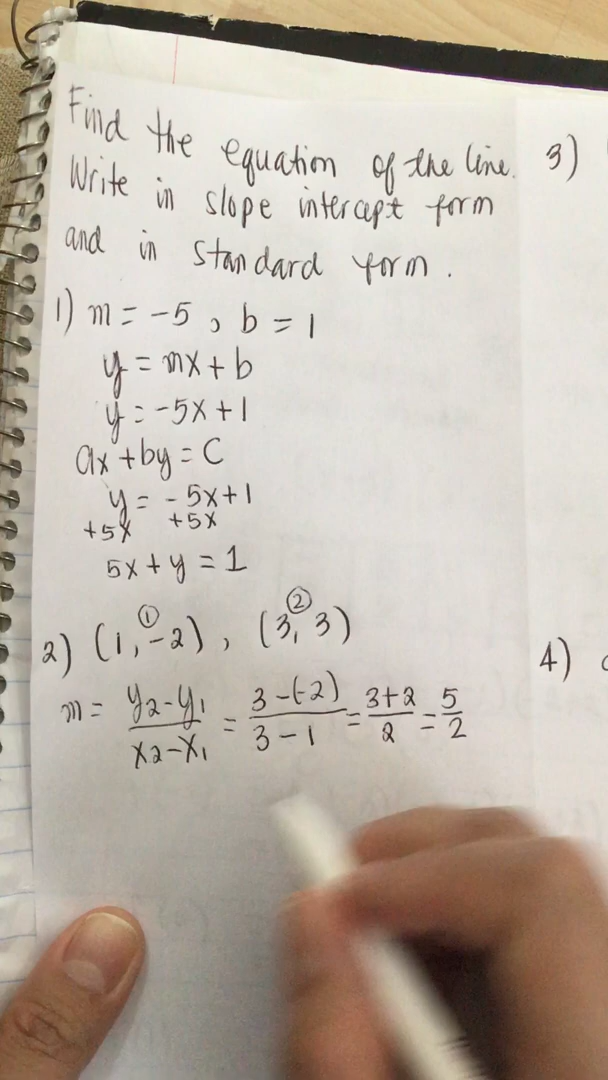 Find the equation of the line.
Write in slope intercept form
and in standard form.
1) m = -5, b = 1
y = mx + b
y = -5x + 1
ax + by = C
y = -5x + 1
+5x +5x
5x + y = 1
① ②
2) (1, -2), (3, 3)
m = y₂-y₁/x₂-x₁ = 3-(-2)/3-1 = 3+2/2 = 5/2
3)
4)